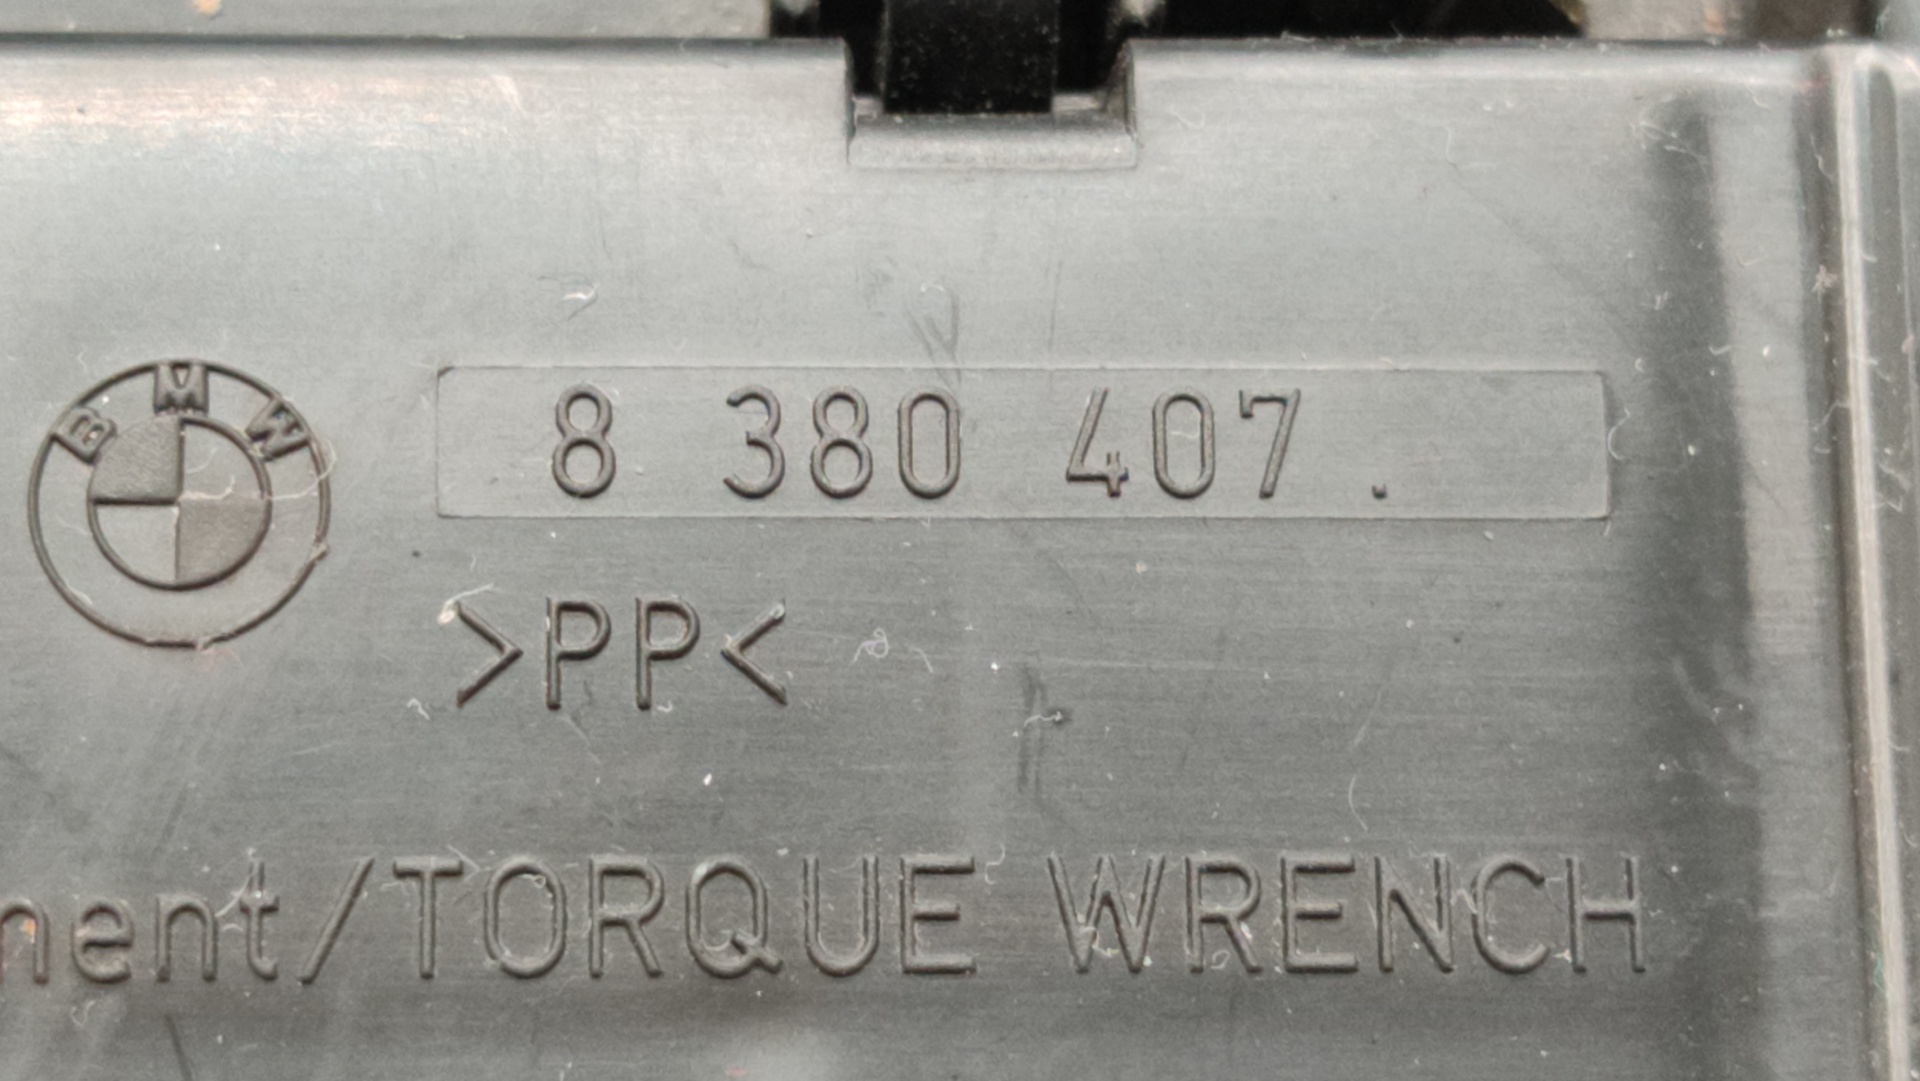 BMW
8 380 407 .
>PP<
nent/TORQUE WRENCH